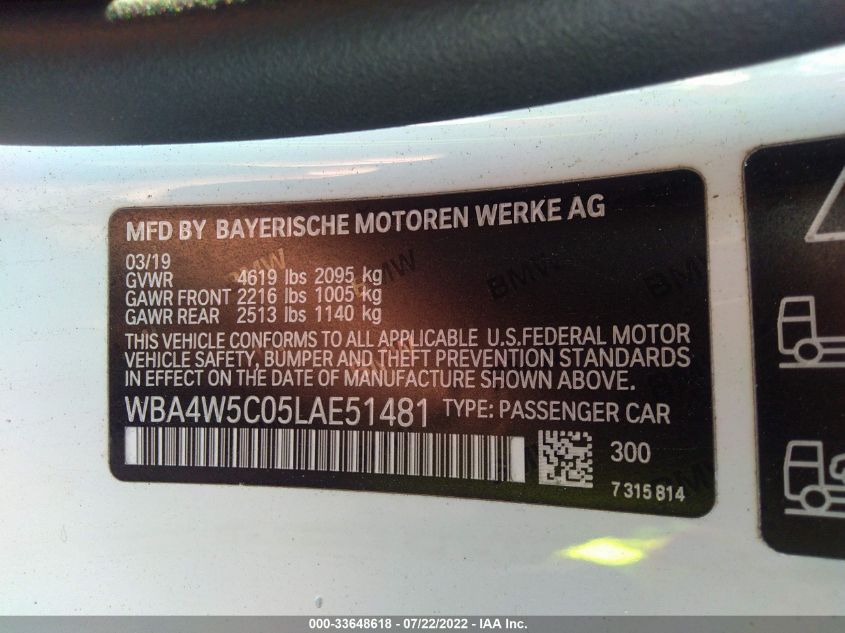 MFD BY BAYERISCHE MOTOREN WERKE AG
03/19
GVWR 4619 lbs 2095 kg
GAWR FRONT 2216 lbs 1005 kg
GAWR REAR 2513 lbs 1140 kg
THIS VEHICLE CONFORMS TO ALL APPLICABLE U.S.FEDERAL MOTOR
VEHICLE SAFETY, BUMPER AND THEFT PREVENTION STANDARDS
IN EFFECT ON THE DATE OF MANUFACTURE SHOWN ABOVE.
WBA4W5C05LAE51481 TYPE: PASSENGER CAR
300
7 315 814
BMW BMW BMW
000-33648618 - 07/22/2022 - IAA Inc.